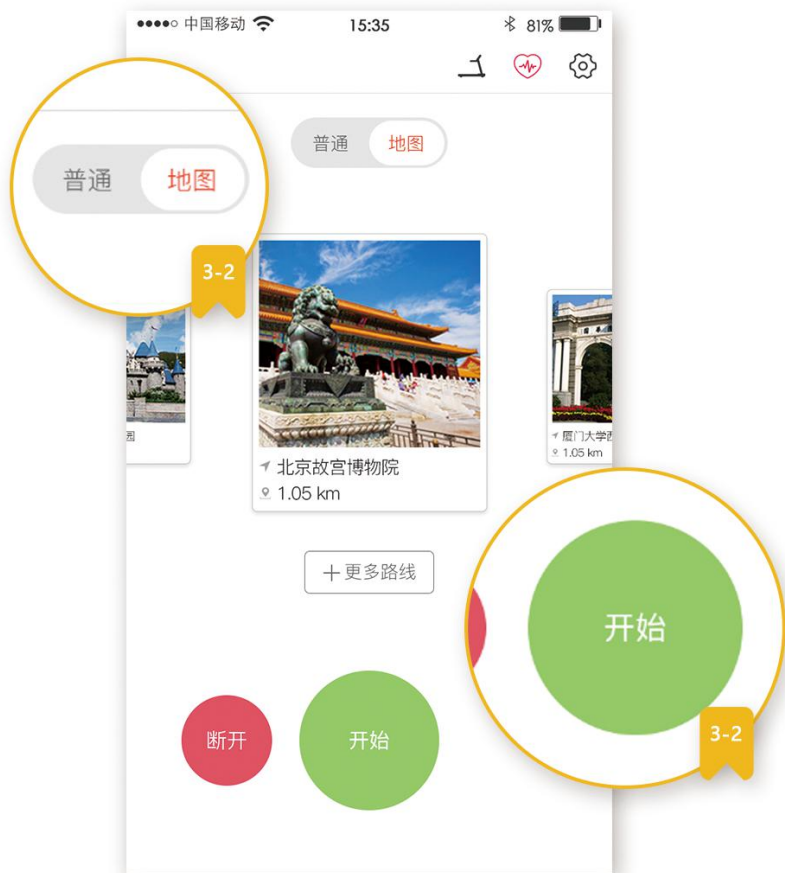 中国移动
15:35
81%
普通 地图
普通 地图
3-2
园
北京故宫博物院
1.05 km
厦门大学西
1.05 km
+更多路线
断开
开始
开始
3-2